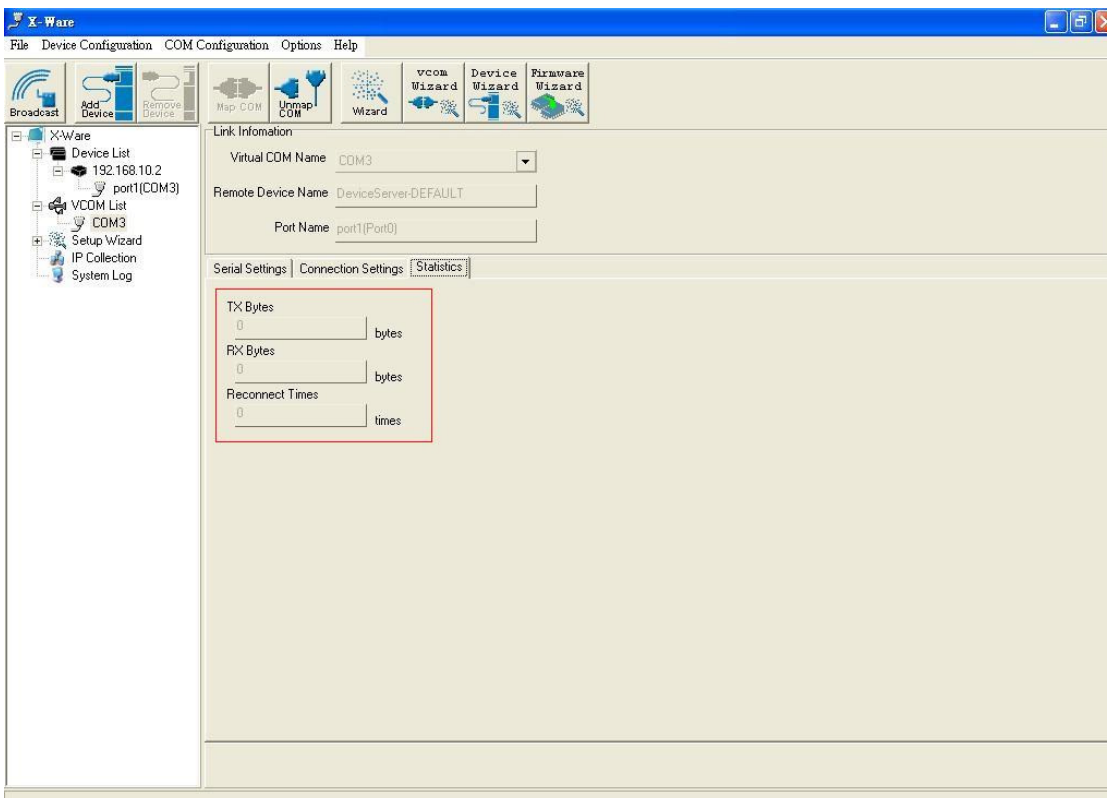 X-Ware
File Device Configuration COM Configuration Options Help
Broadcast
Add Device
Remove Device
Map COM
Unmap COM
Wizard
vcom Wizard
Device Wizard
Firmware Wizard
X-Ware
Device List
192.168.10.2
port1(COM3)
VCOM List
COM3
Setup Wizard
IP Collection
System Log
Link Infomation
Virtual COM Name COM3
Remote Device Name DeviceServer-DEFAULT
Port Name port1(Port0)
Serial Settings Connection Settings Statistics
TX Bytes
0 bytes
RX Bytes
0 bytes
Reconnect Times
0 times